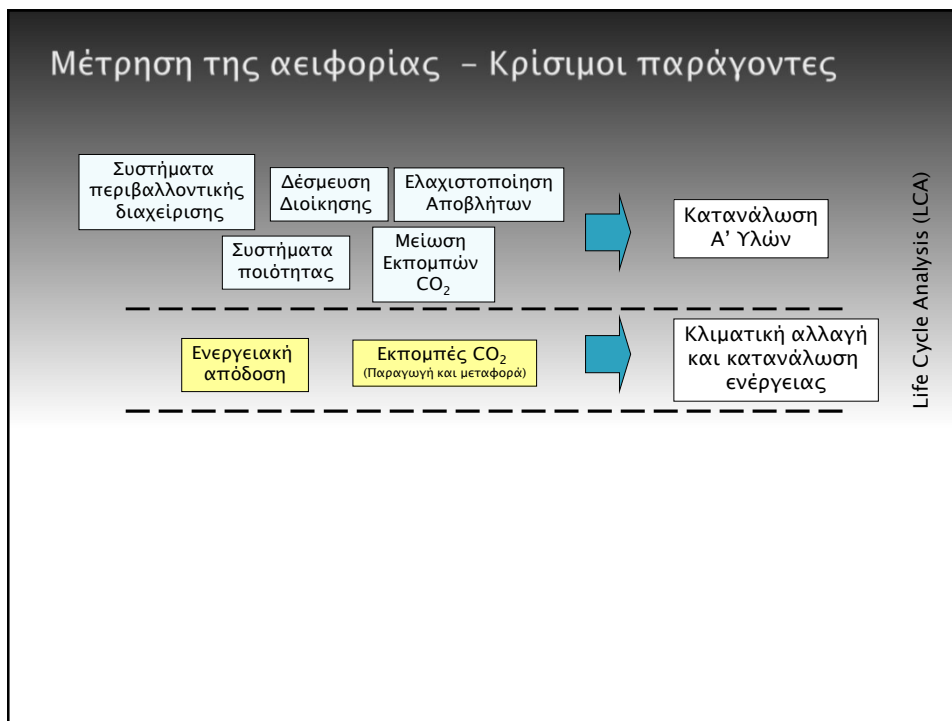 Μέτρηση της αειφορίας – Κρίσιμοι παράγοντες
Συστήματα
περιβαλλοντικής
διαχείρισης
Δέσμευση
Διοίκησης
Ελαχιστοποίηση
Αποβλήτων
Συστήματα
ποιότητας
Μείωση
Εκπομπών
CO₂
Κατανάλωση
Α' Υλών
Ενεργειακή
απόδοση
Εκπομπές CO₂
(Παραγωγή και μεταφορά)
Κλιματική αλλαγή
και κατανάλωση
ενέργειας
Life Cycle Analysis (LCA)